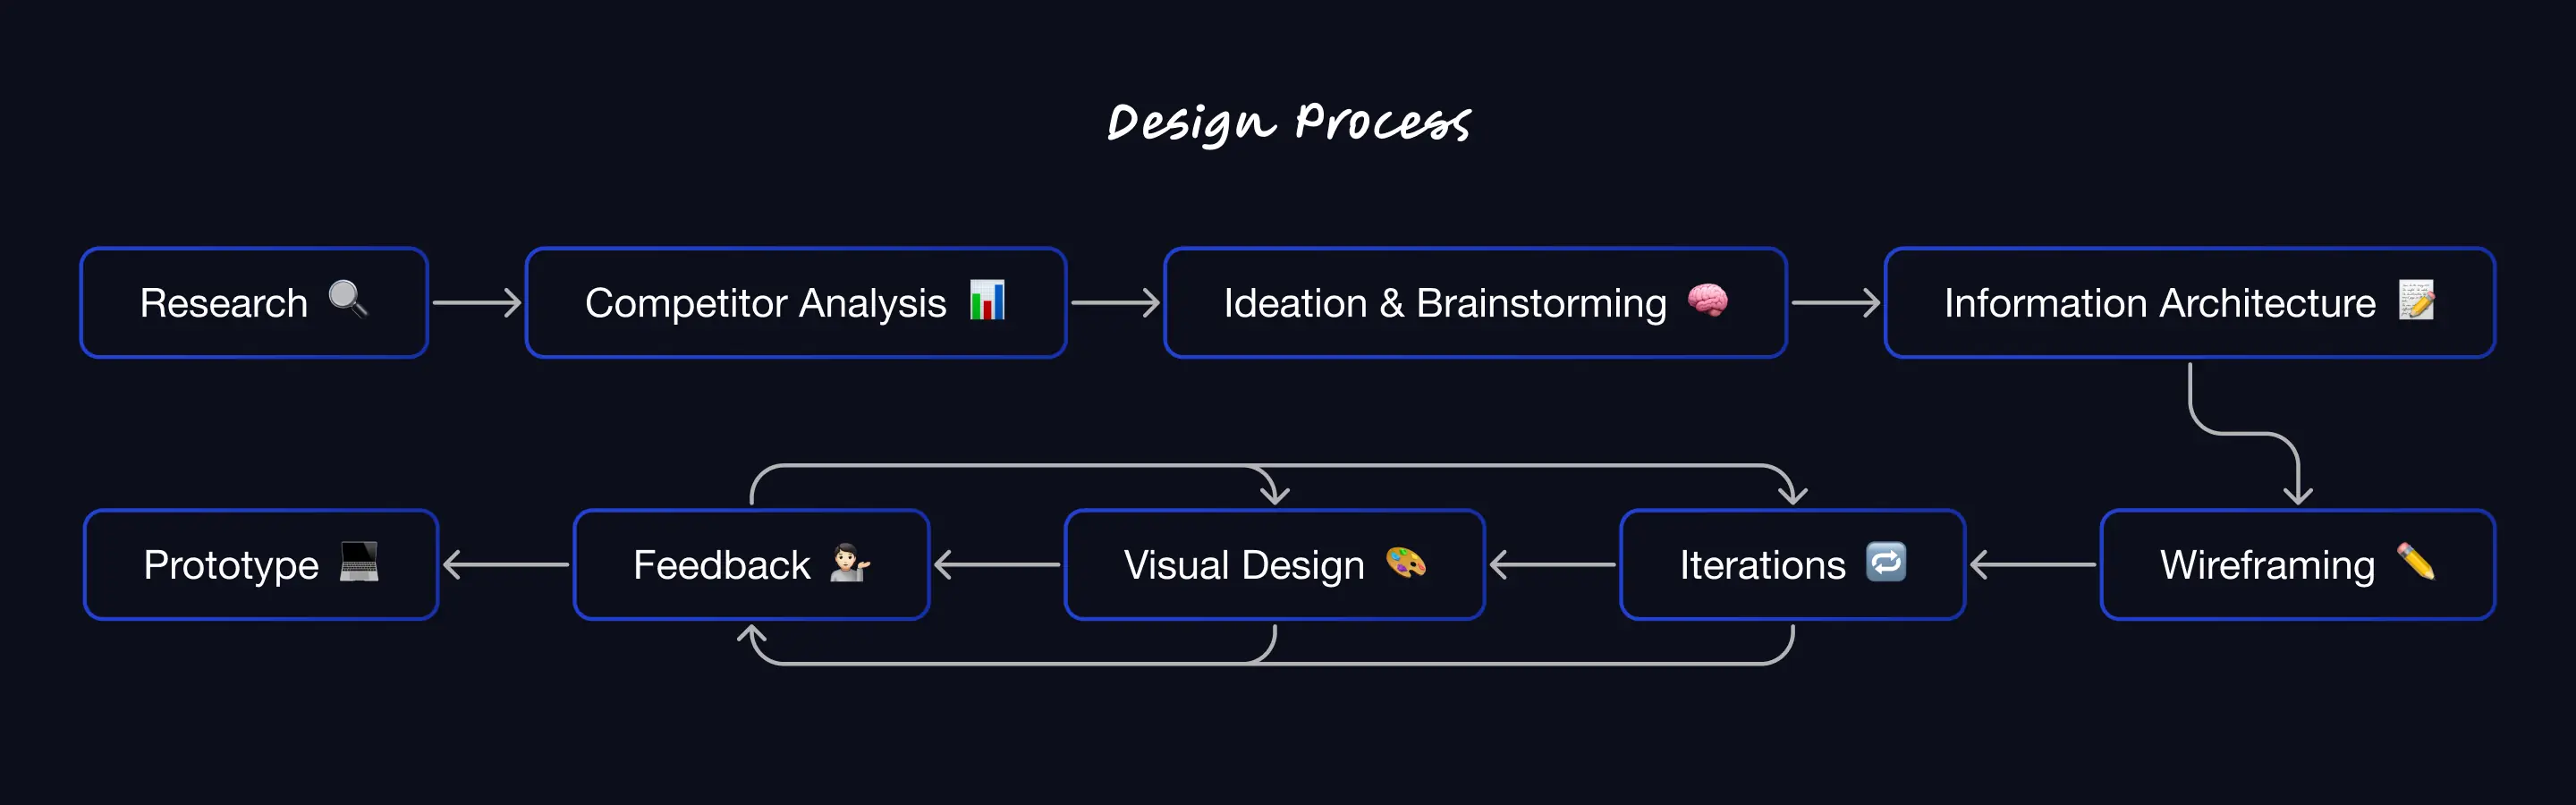 Design Process
Research
Competitor Analysis
Ideation & Brainstorming
Information Architecture
Prototype
Feedback
Visual Design
Iterations
Wireframing